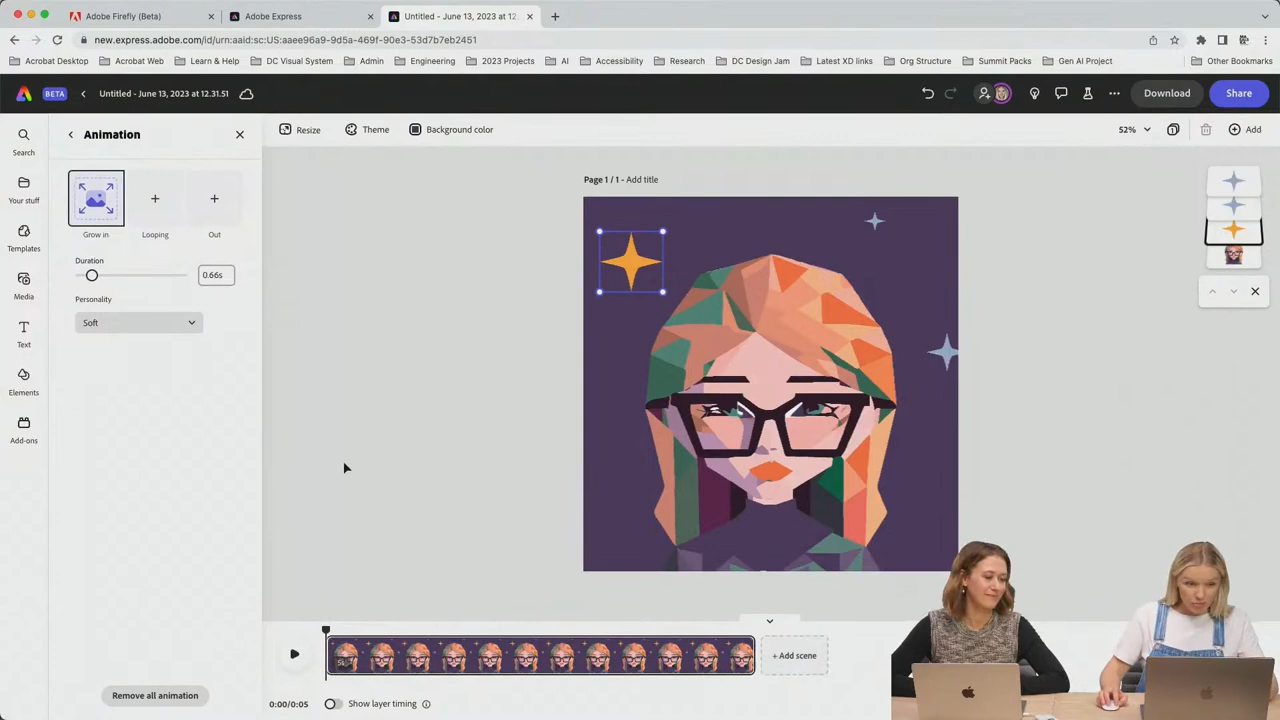 Adobe Firefly (Beta)
Adobe Express
Untitled - June 13, 2023 at 12.
new.express.adobe.com/id/urn:aaid:sc:US:aaee96a9-9d5a-469f-90e3-53d7b7eb2451
Acrobat Desktop
Acrobat Web
Learn & Help
DC Visual System
Admin
Engineering
2023 Projects
AI
Accessibility
Research
DC Design Jam
Latest XD links
Org Structure
Summit Packs
Gen AI Project
Other Bookmarks
BETA
Untitled - June 13, 2023 at 12.31.51
Download
Share
Search
Your stuff
Templates
Media
Text
Elements
Add-ons
Animation
Grow in
Looping
Out
Duration
0.66s
Personality
Soft
Remove all animation
Resize
Theme
Background color
52%
1
Add
Page 1 / 1 - Add title
+ Add scene
0:00/0:05
Show layer timing